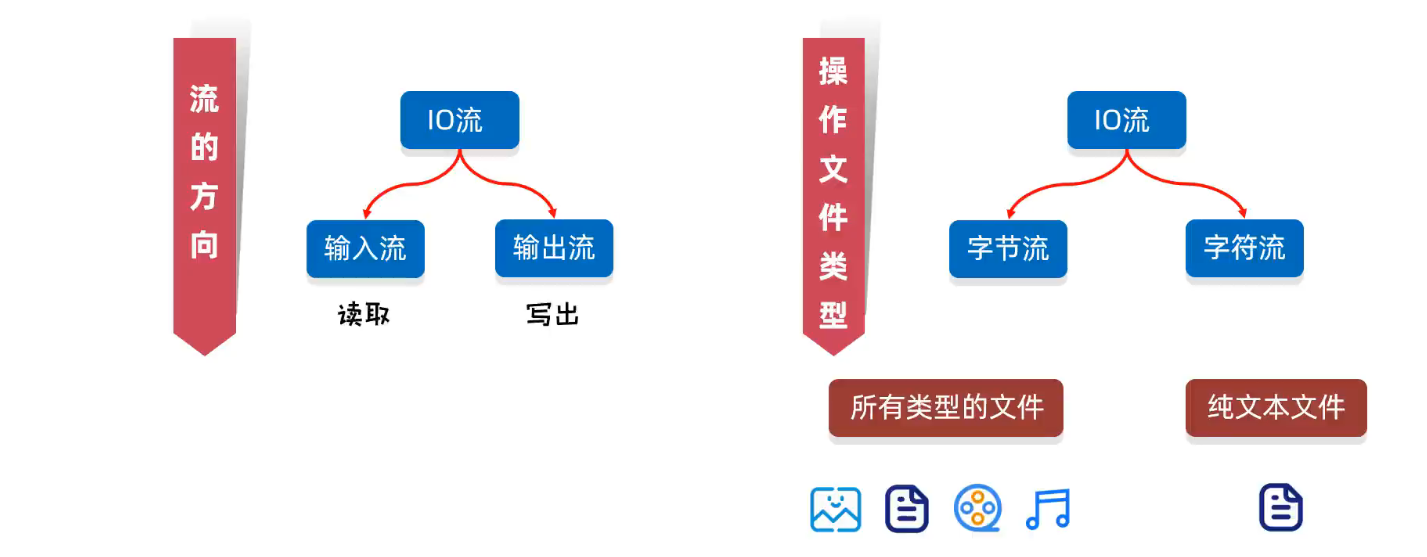 流的方向
IO流
输入流
输出流
读取
写出
操作文件类型
IO流
字节流
字符流
所有类型的文件
纯文本文件